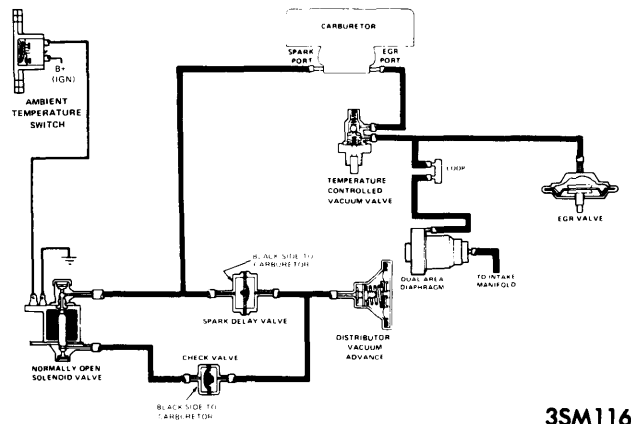 CARBURETOR
SPARK
PORT
EGR
PORT
B+
(IGN)
AMBIENT
TEMPERATURE
SWITCH
TEMPERATURE
CONTROLLED
VACUUM VALVE
LOOP
EGR VALVE
DUAL AREA
DIAPHRAGM
TO INTAKE
MANIFOLD
BLACK SIDE TO
CARBURETOR
SPARK DELAY VALVE
DISTRIBUTOR
VACUUM
ADVANCE
CHECK VALVE
NORMALLY OPEN
SOLENOID VALVE
BLACK SIDE TO
CARBURETOR
3SM116